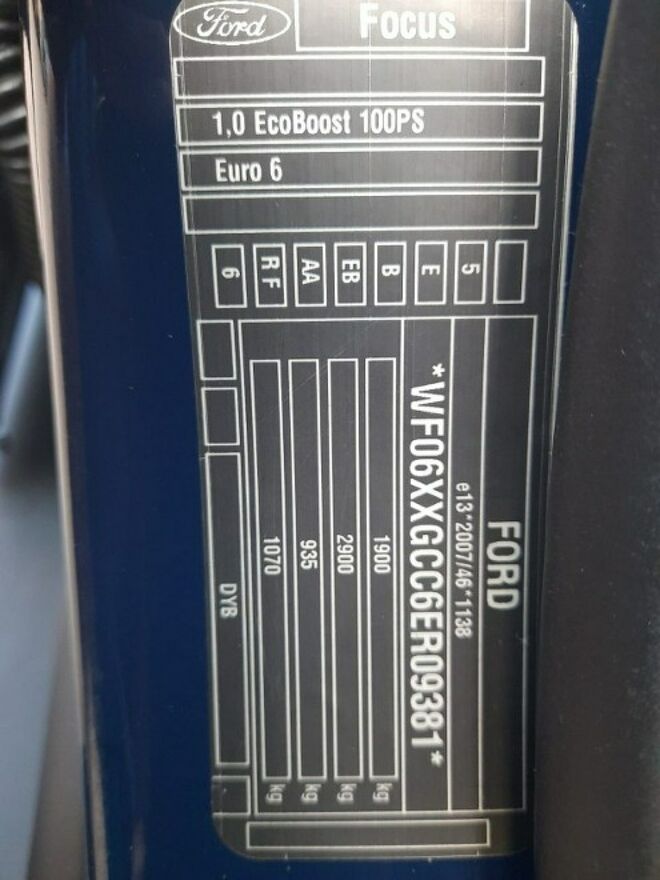 Ford
Focus
1,0 EcoBoost 100PS
Euro 6
6
R F
AA
EB
B
E
5
FORD
e13*2007/46*1138
*WF06XXGCC6ER09381*
1900 kg
2900 kg
935 kg
1070 kg
DYB